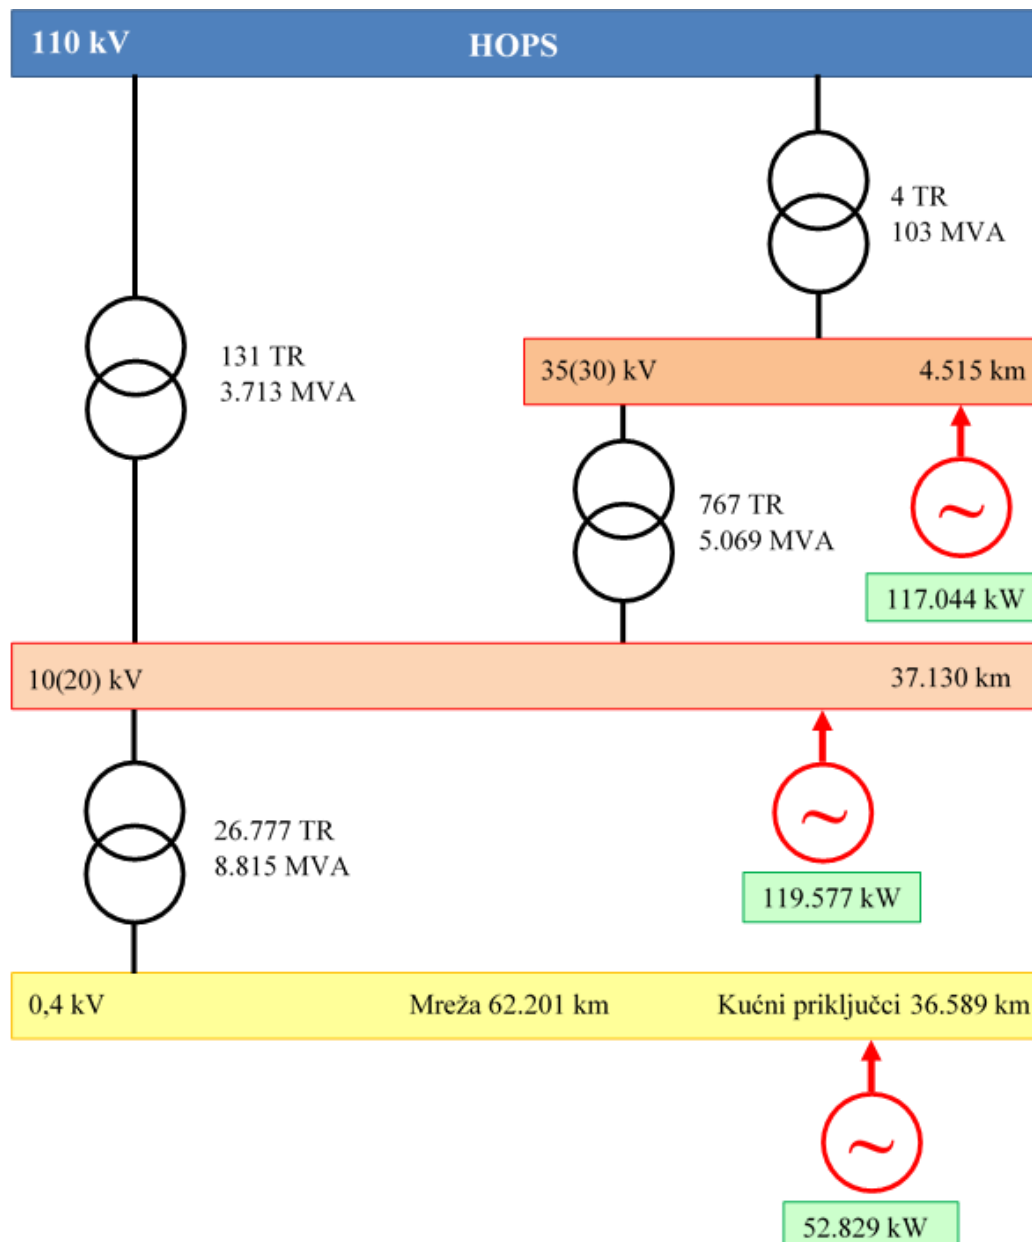 110 kV HOPS
4 TR
103 MVA
131 TR
3.713 MVA
35(30) kV 4.515 km
767 TR
5.069 MVA
~
117.044 kW
10(20) kV 37.130 km
~
26.777 TR
8.815 MVA
119.577 kW
0,4 kV Mreža 62.201 km Kućni priključci 36.589 km
~
52.829 kW